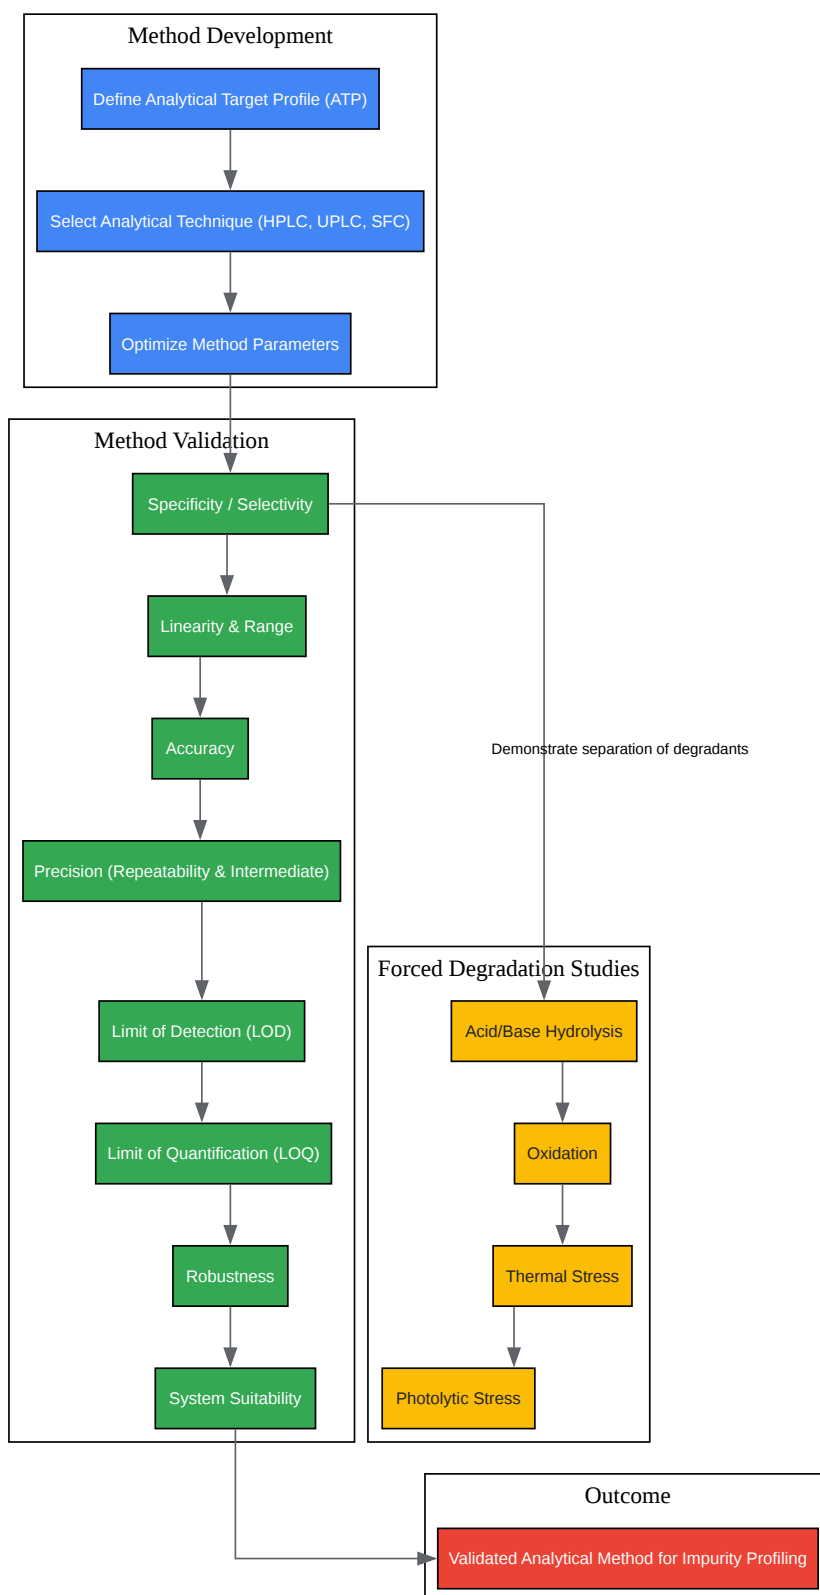 Method Development
Define Analytical Target Profile (ATP)
Select Analytical Technique (HPLC, UPLC, SFC)
Optimize Method Parameters
Method Validation
Specificity / Selectivity
Linearity & Range
Accuracy
Demonstrate separation of degradants
Precision (Repeatability & Intermediate)
Forced Degradation Studies
Limit of Detection (LOD)
Acid/Base Hydrolysis
Limit of Quantification (LOQ)
Oxidation
Robustness
Thermal Stress
System Suitability
Photolytic Stress
Outcome
Validated Analytical Method for Impurity Profiling